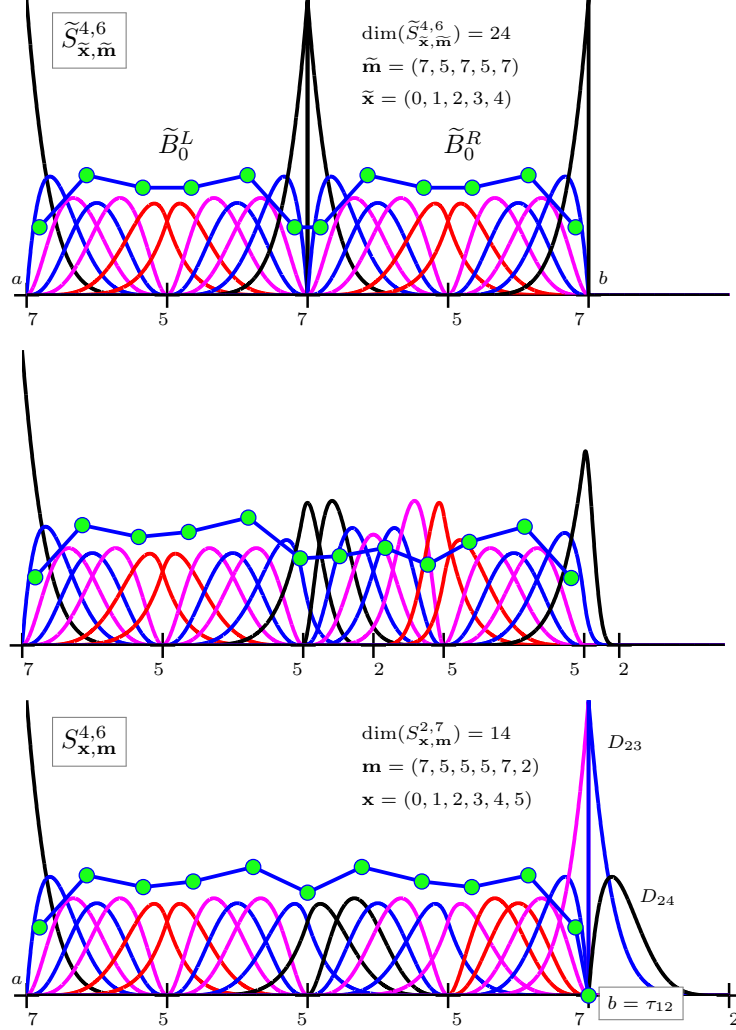 S̃^{4,6}_{x̃,m̃}
dim(S̃^{4,6}_{x̃,m̃}) = 24
m̃ = (7, 5, 7, 5, 7)
x̃ = (0, 1, 2, 3, 4)
B̃_0^L B̃_0^R
a b
7 5 7 5 7
7 5 5 2 5 5 2
S^{4,6}_{x,m}
dim(S^{2,7}_{x,m}) = 14
m = (7, 5, 5, 5, 7, 2)
x = (0, 1, 2, 3, 4, 5)
D_{23}
D_{24}
a
b = τ_{12}
7 5 5 5 7 2